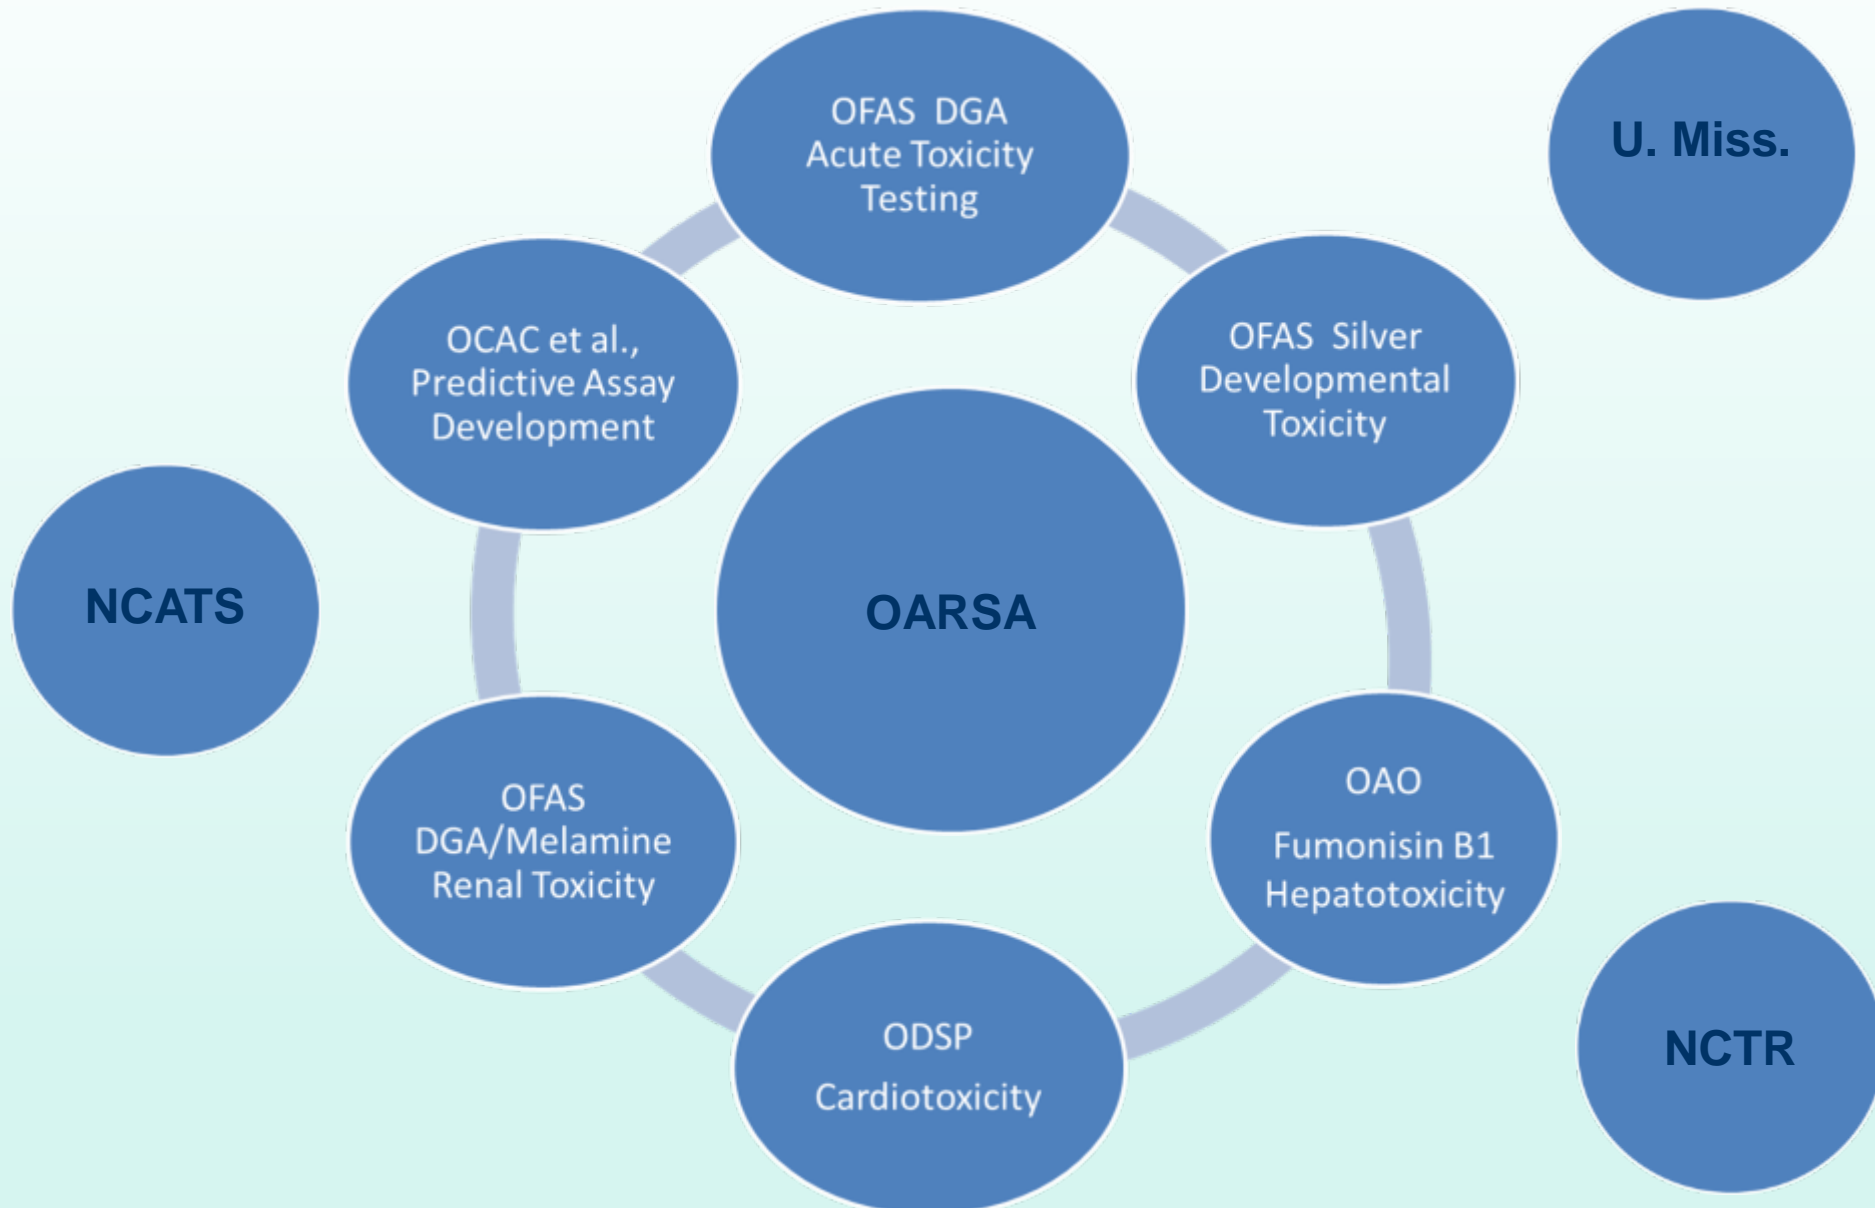 OFAS DGA
Acute Toxicity
Testing
U. Miss.
OCAC et al.,
Predictive Assay
Development
OFAS Silver
Developmental
Toxicity
NCATS
OARSA
OFAS
DGA/Melamine
Renal Toxicity
OAO
Fumonisin B1
Hepatotoxicity
ODSP
Cardiotoxicity
NCTR